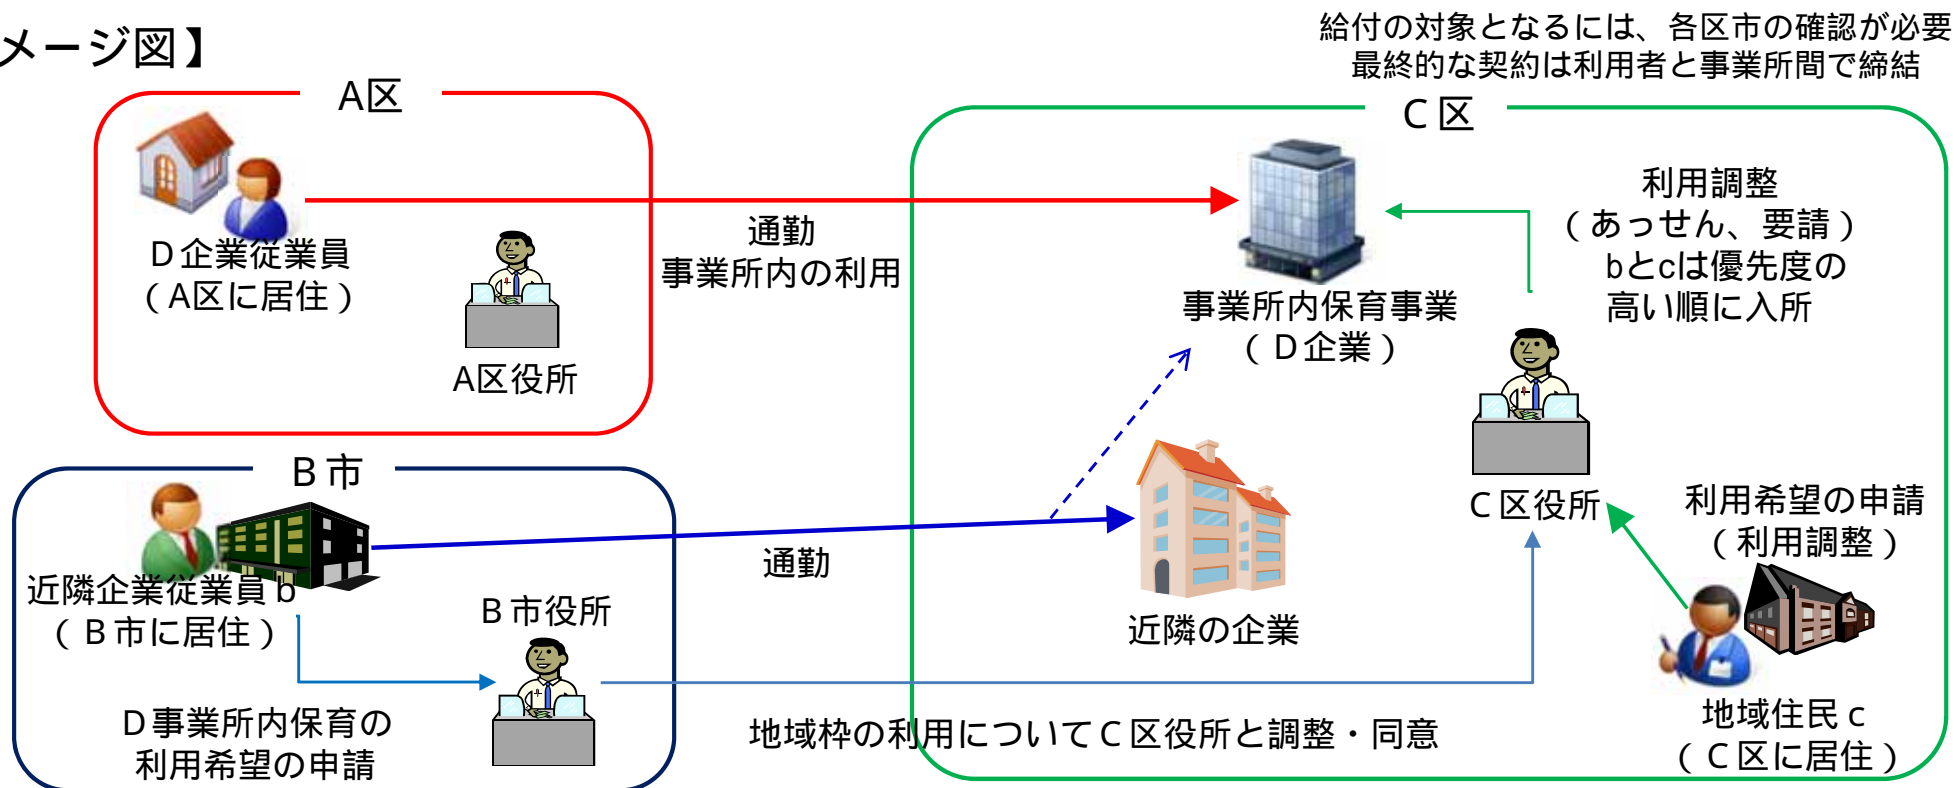 メージ図】
給付の対象となるには、各区市の確認が必要
最終的な契約は利用者と事業所間で締結
A区
D企業従業員
（A区に居住）
A区役所
通勤
事業所内の利用
C区
事業所内保育事業
（D企業）
利用調整
（あっせん、要請）
bとcは優先度の
高い順に入所
C区役所
利用希望の申請
（利用調整）
地域住民c
（C区に居住）
B市
近隣企業従業員b
（B市に居住）
B市役所
D事業所内保育の
利用希望の申請
通勤
近隣の企業
地域枠の利用についてC区役所と調整・同意